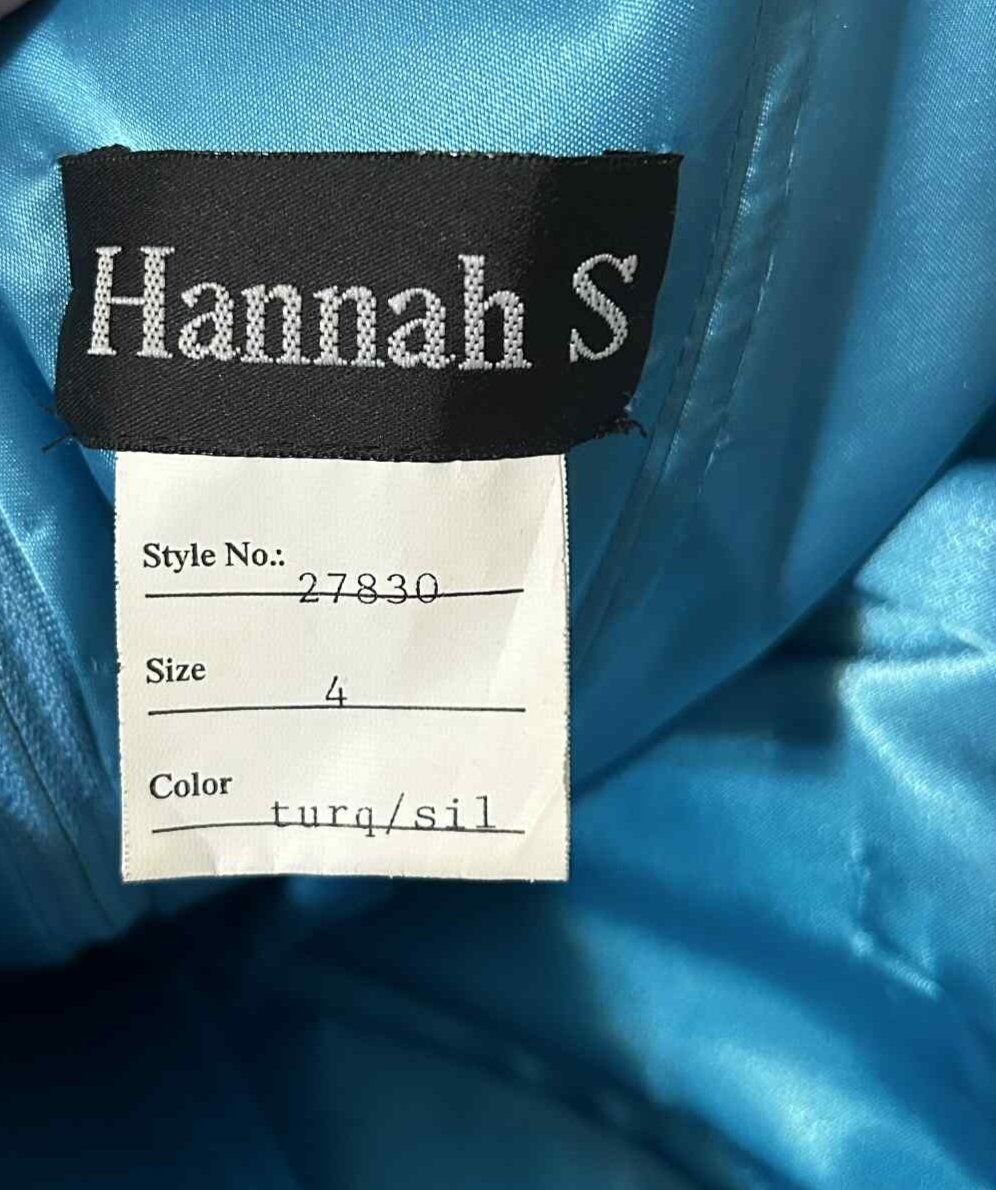 Hannah S
Style No.:
27830
Size
4
Color
turq/sil